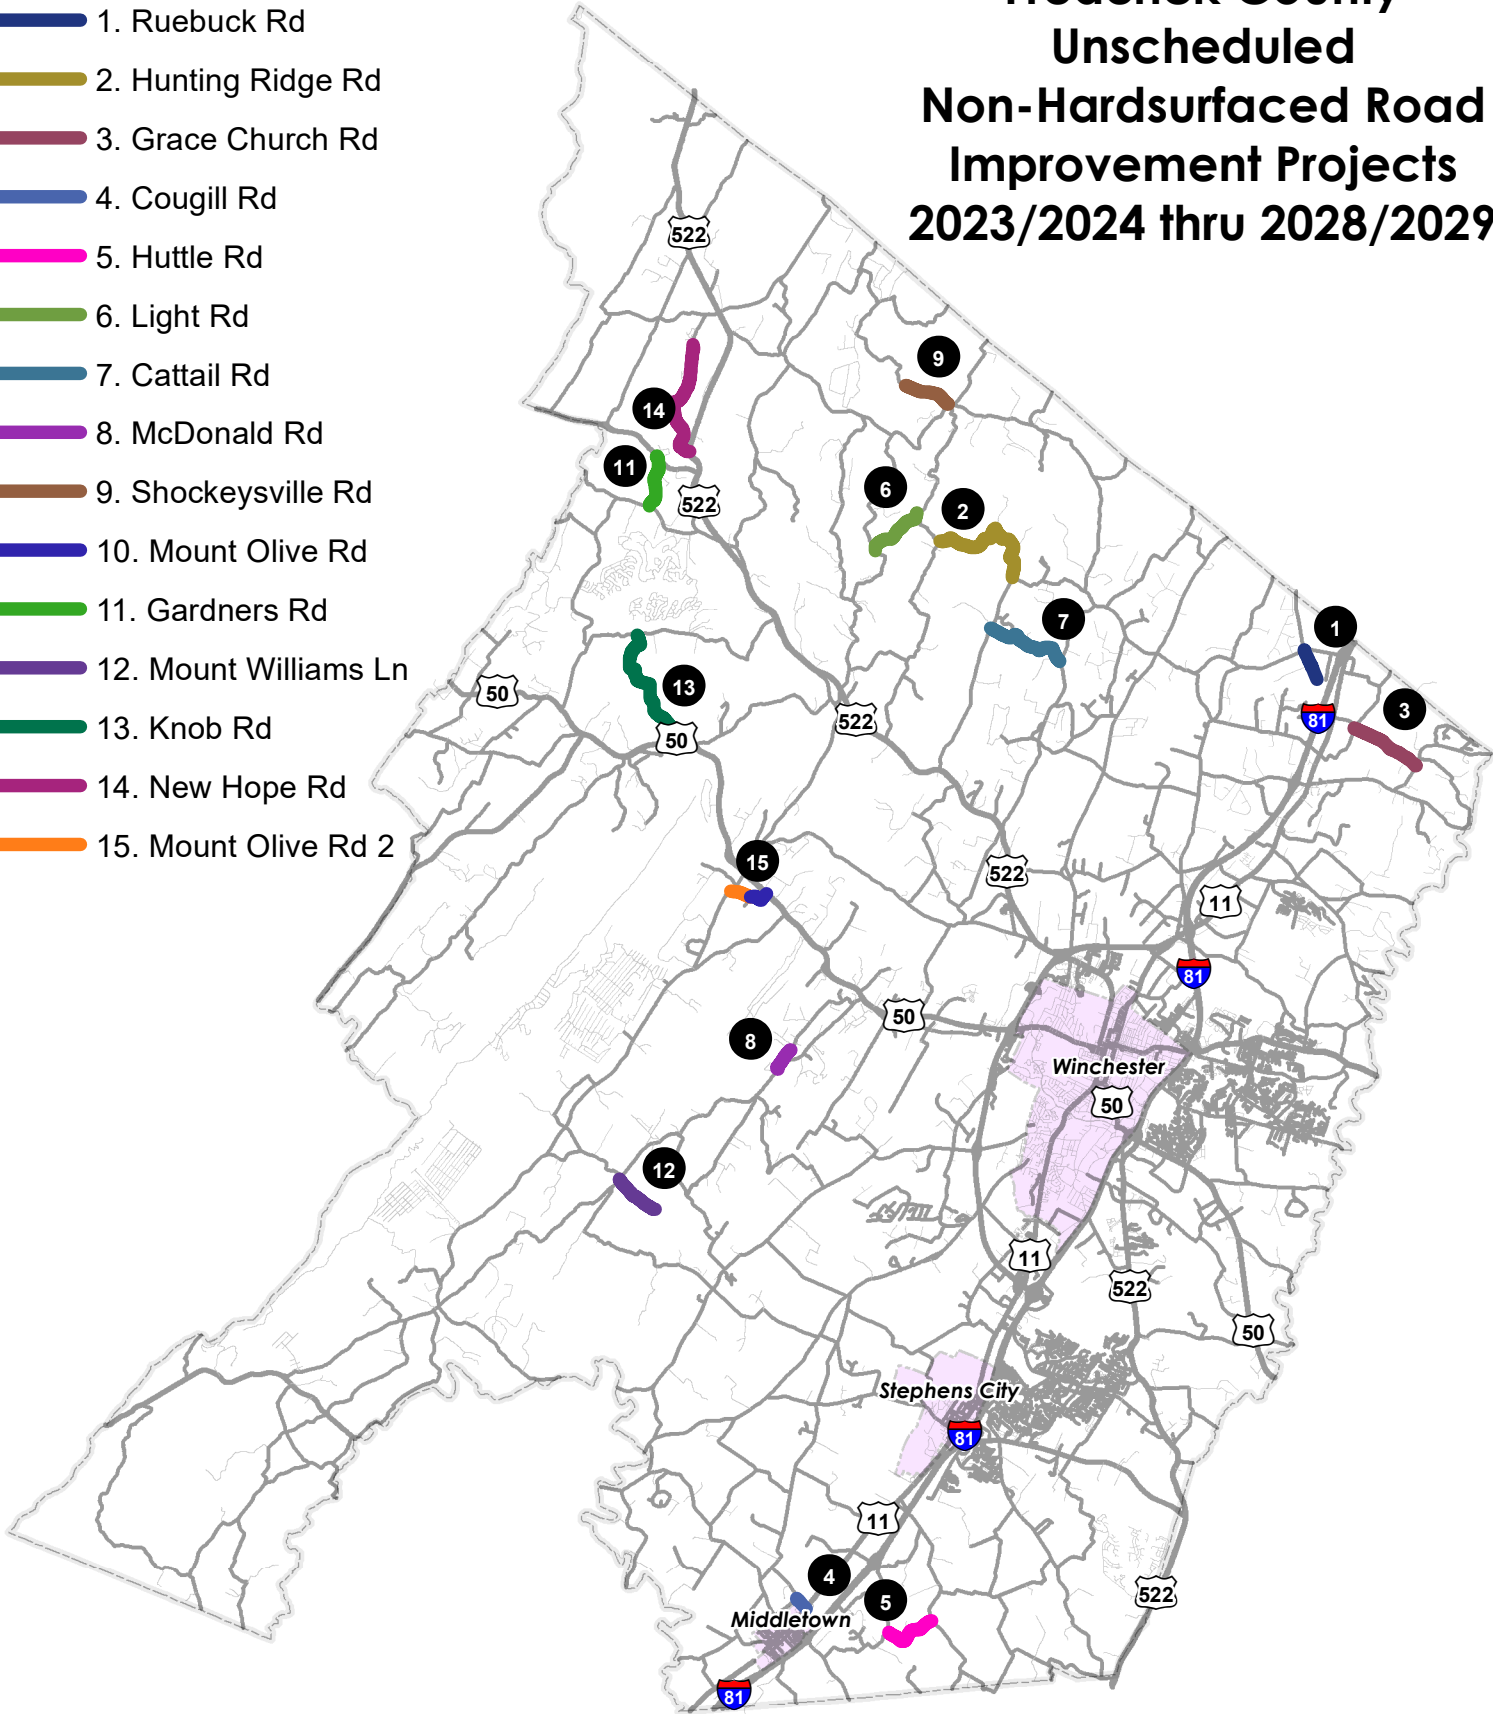 Frederick County
Unscheduled
Non-Hardsurfaced Road
Improvement Projects
2023/2024 thru 2028/2029
1. Ruebuck Rd
2. Hunting Ridge Rd
3. Grace Church Rd
4. Cougill Rd
5. Huttle Rd
6. Light Rd
7. Cattail Rd
8. McDonald Rd
9. Shockeysville Rd
10. Mount Olive Rd
11. Gardners Rd
12. Mount Williams Ln
13. Knob Rd
14. New Hope Rd
15. Mount Olive Rd 2
522
9
14
11
6
522
2
7
1
13
50
3
81
522
50
15
522
11
81
50
8
Winchester
50
12
11
522
50
Stephens City
81
11
4
522
5
Middletown
81